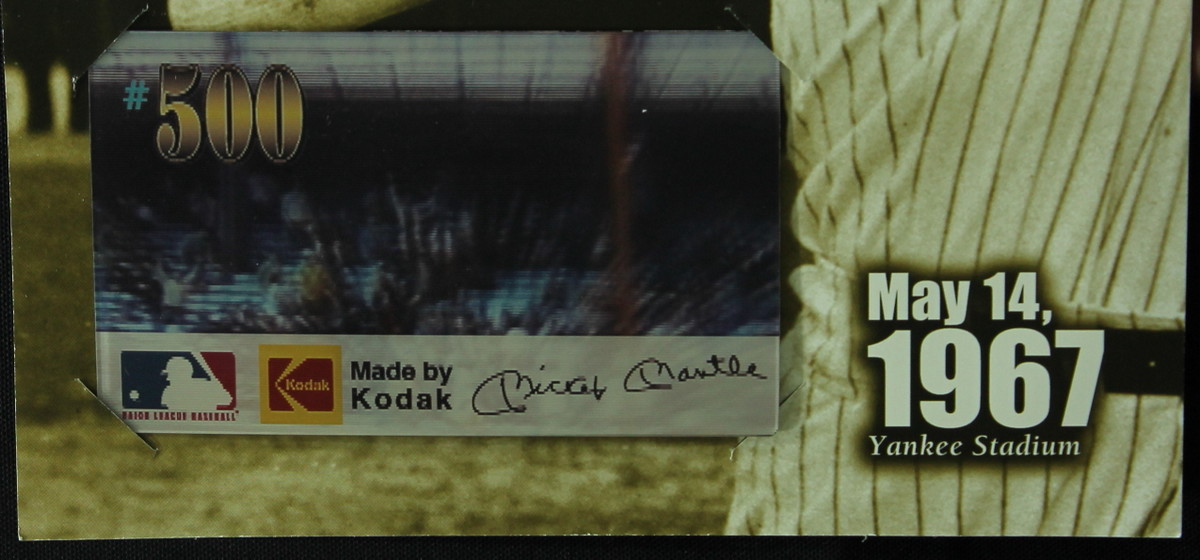 #500
MAJOR LEAGUE BASEBALL
Kodak
Made by
Kodak
Mickey Mantle
May 14,
1967
Yankee Stadium